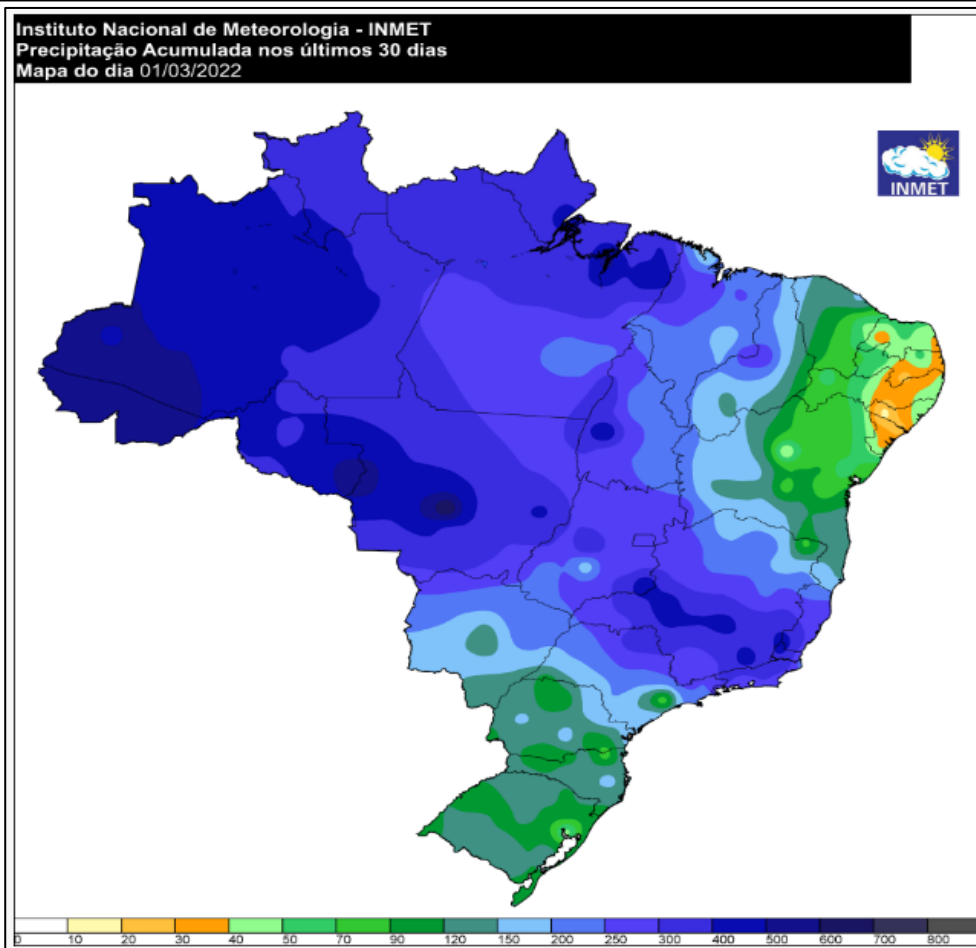 Instituto Nacional de Meteorologia - INMET
Precipitação Acumulada nos últimos 30 dias
Mapa do dia 01/03/2022
INMET
0 10 20 30 40 50 70 90 120 150 200 250 300 400 500 600 700 800